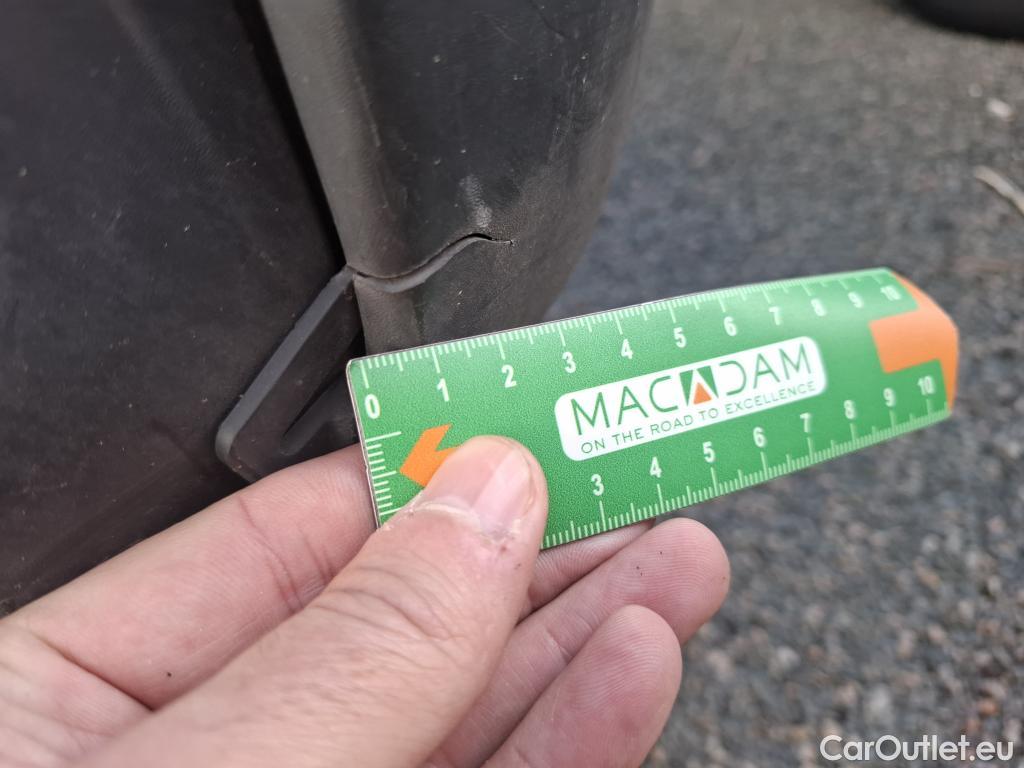 0 1 2 3 4 5 6 7 8 9 10
MACADAM
ON THE ROAD TO EXCELLENCE
3 4 5 6 7 8 9 10
CarOutlet.eu